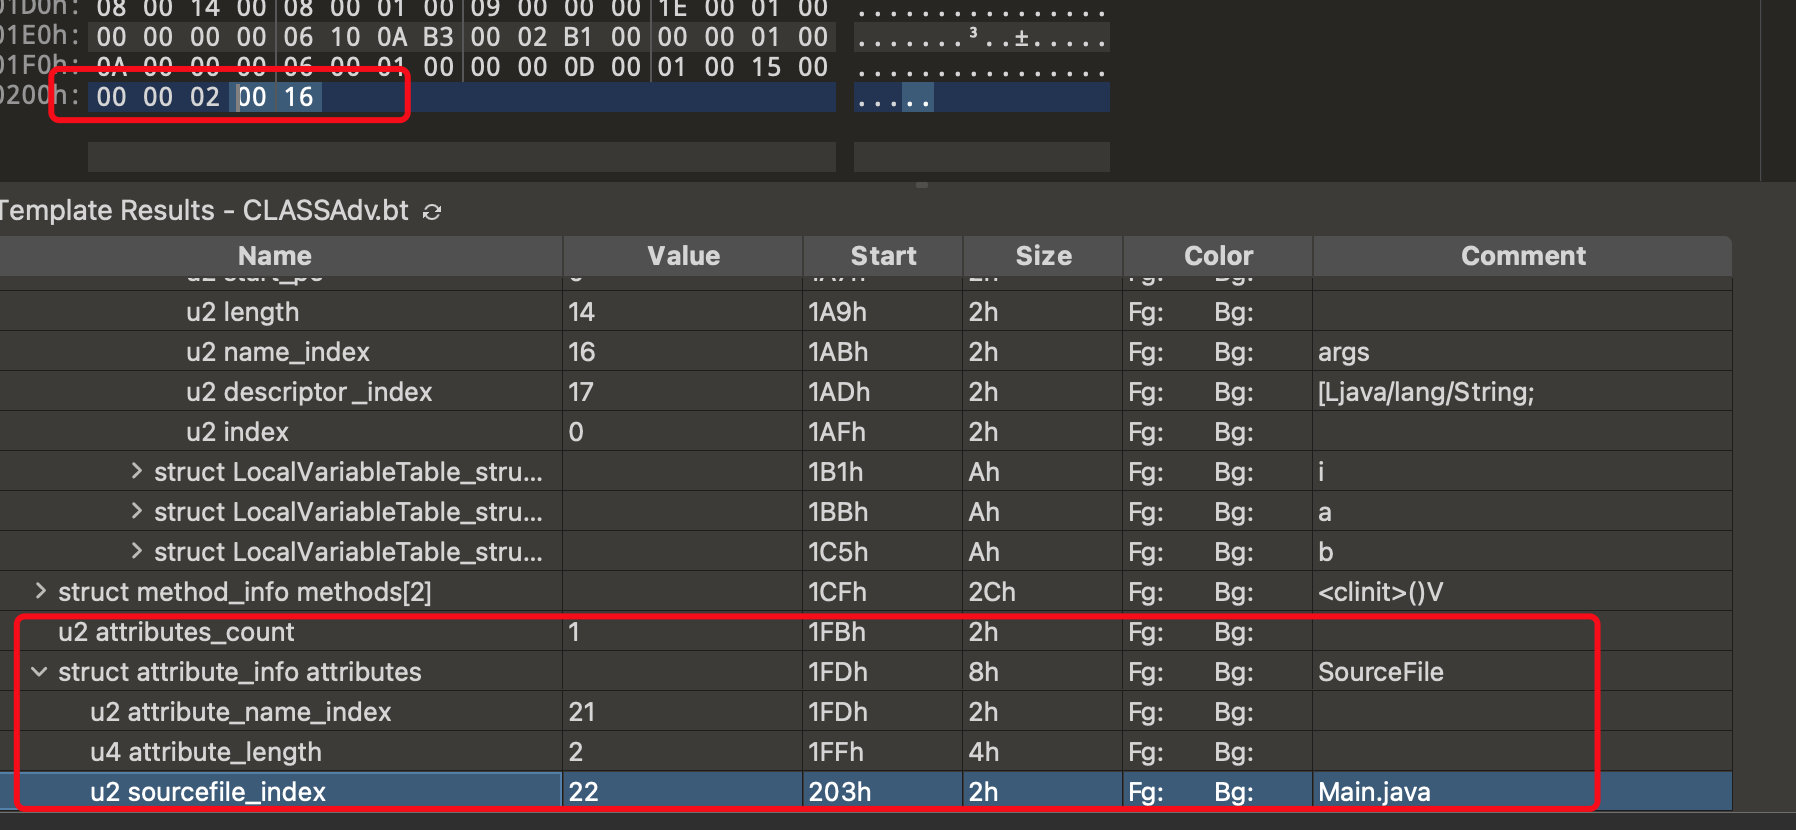 01D0h: 08 00 14 00 08 00 01 00 09 00 00 00 1E 00 01 00 ................
01E0h: 00 00 00 00 06 10 0A B3 00 02 B1 00 00 00 01 00 .......³..±.....
01F0h: 0A 00 00 00 06 00 01 00 00 00 0D 00 01 00 15 00 ................
0200h: 00 00 02 00 16 .....
Template Results - CLASSAdv.bt
Name Value Start Size Color Comment
u2 length 14 1A9h 2h Fg: Bg:
u2 name_index 16 1ABh 2h Fg: Bg: args
u2 descriptor_index 17 1ADh 2h Fg: Bg: [Ljava/lang/String;
u2 index 0 1AFh 2h Fg: Bg:
> struct LocalVariableTable_stru... 1B1h Ah Fg: Bg: i
> struct LocalVariableTable_stru... 1BBh Ah Fg: Bg: a
> struct LocalVariableTable_stru... 1C5h Ah Fg: Bg: b
> struct method_info methods[2] 1CFh 2Ch Fg: Bg: <clinit>()V
u2 attributes_count 1 1FBh 2h Fg: Bg:
struct attribute_info attributes 1FDh 8h Fg: Bg: SourceFile
u2 attribute_name_index 21 1FDh 2h Fg: Bg:
u4 attribute_length 2 1FFh 4h Fg: Bg:
u2 sourcefile_index 22 203h 2h Fg: Bg: Main.java